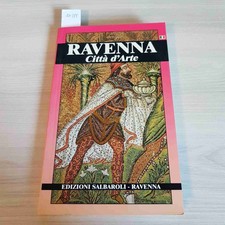 RAVENNA
Città d'Arte
EDIZIONI SALBAROLI - RAVENNA